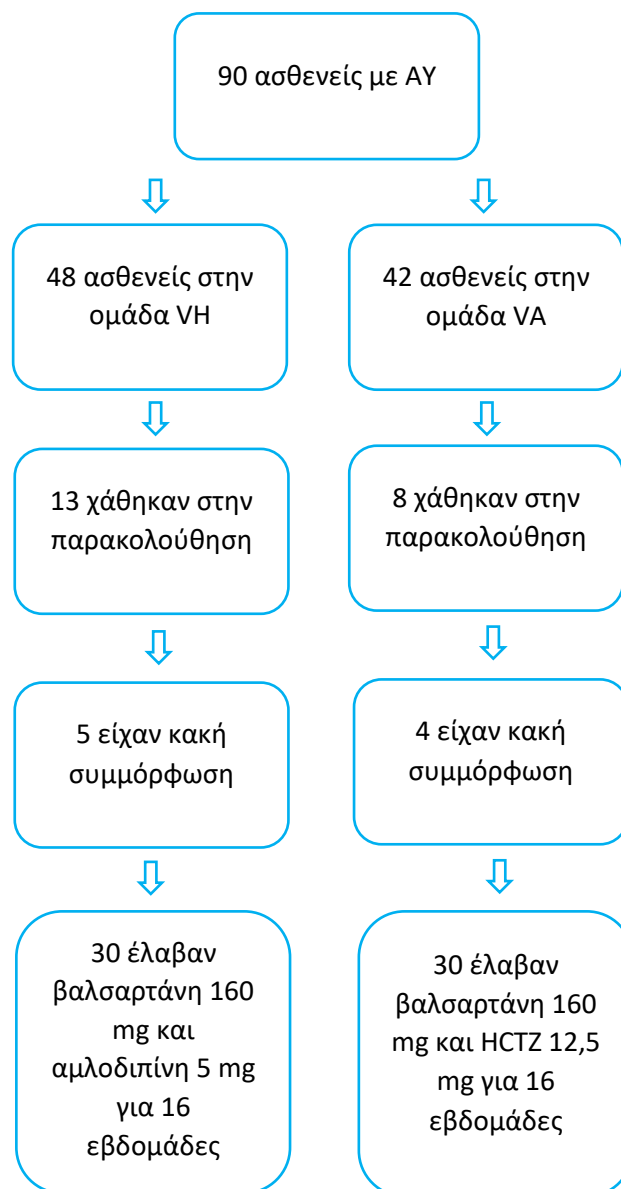 90 ασθενείς με ΑΥ
48 ασθενείς στην
ομάδα VH
42 ασθενείς στην
ομάδα VA
13 χάθηκαν στην
παρακολούθηση
8 χάθηκαν στην
παρακολούθηση
5 είχαν κακή
συμμόρφωση
4 είχαν κακή
συμμόρφωση
30 έλαβαν
βαλσαρτάνη 160
mg και
αμλοδιπίνη 5 mg
για 16
εβδομάδες
30 έλαβαν
βαλσαρτάνη 160
mg και HCTZ 12,5
mg για 16
εβδομάδες